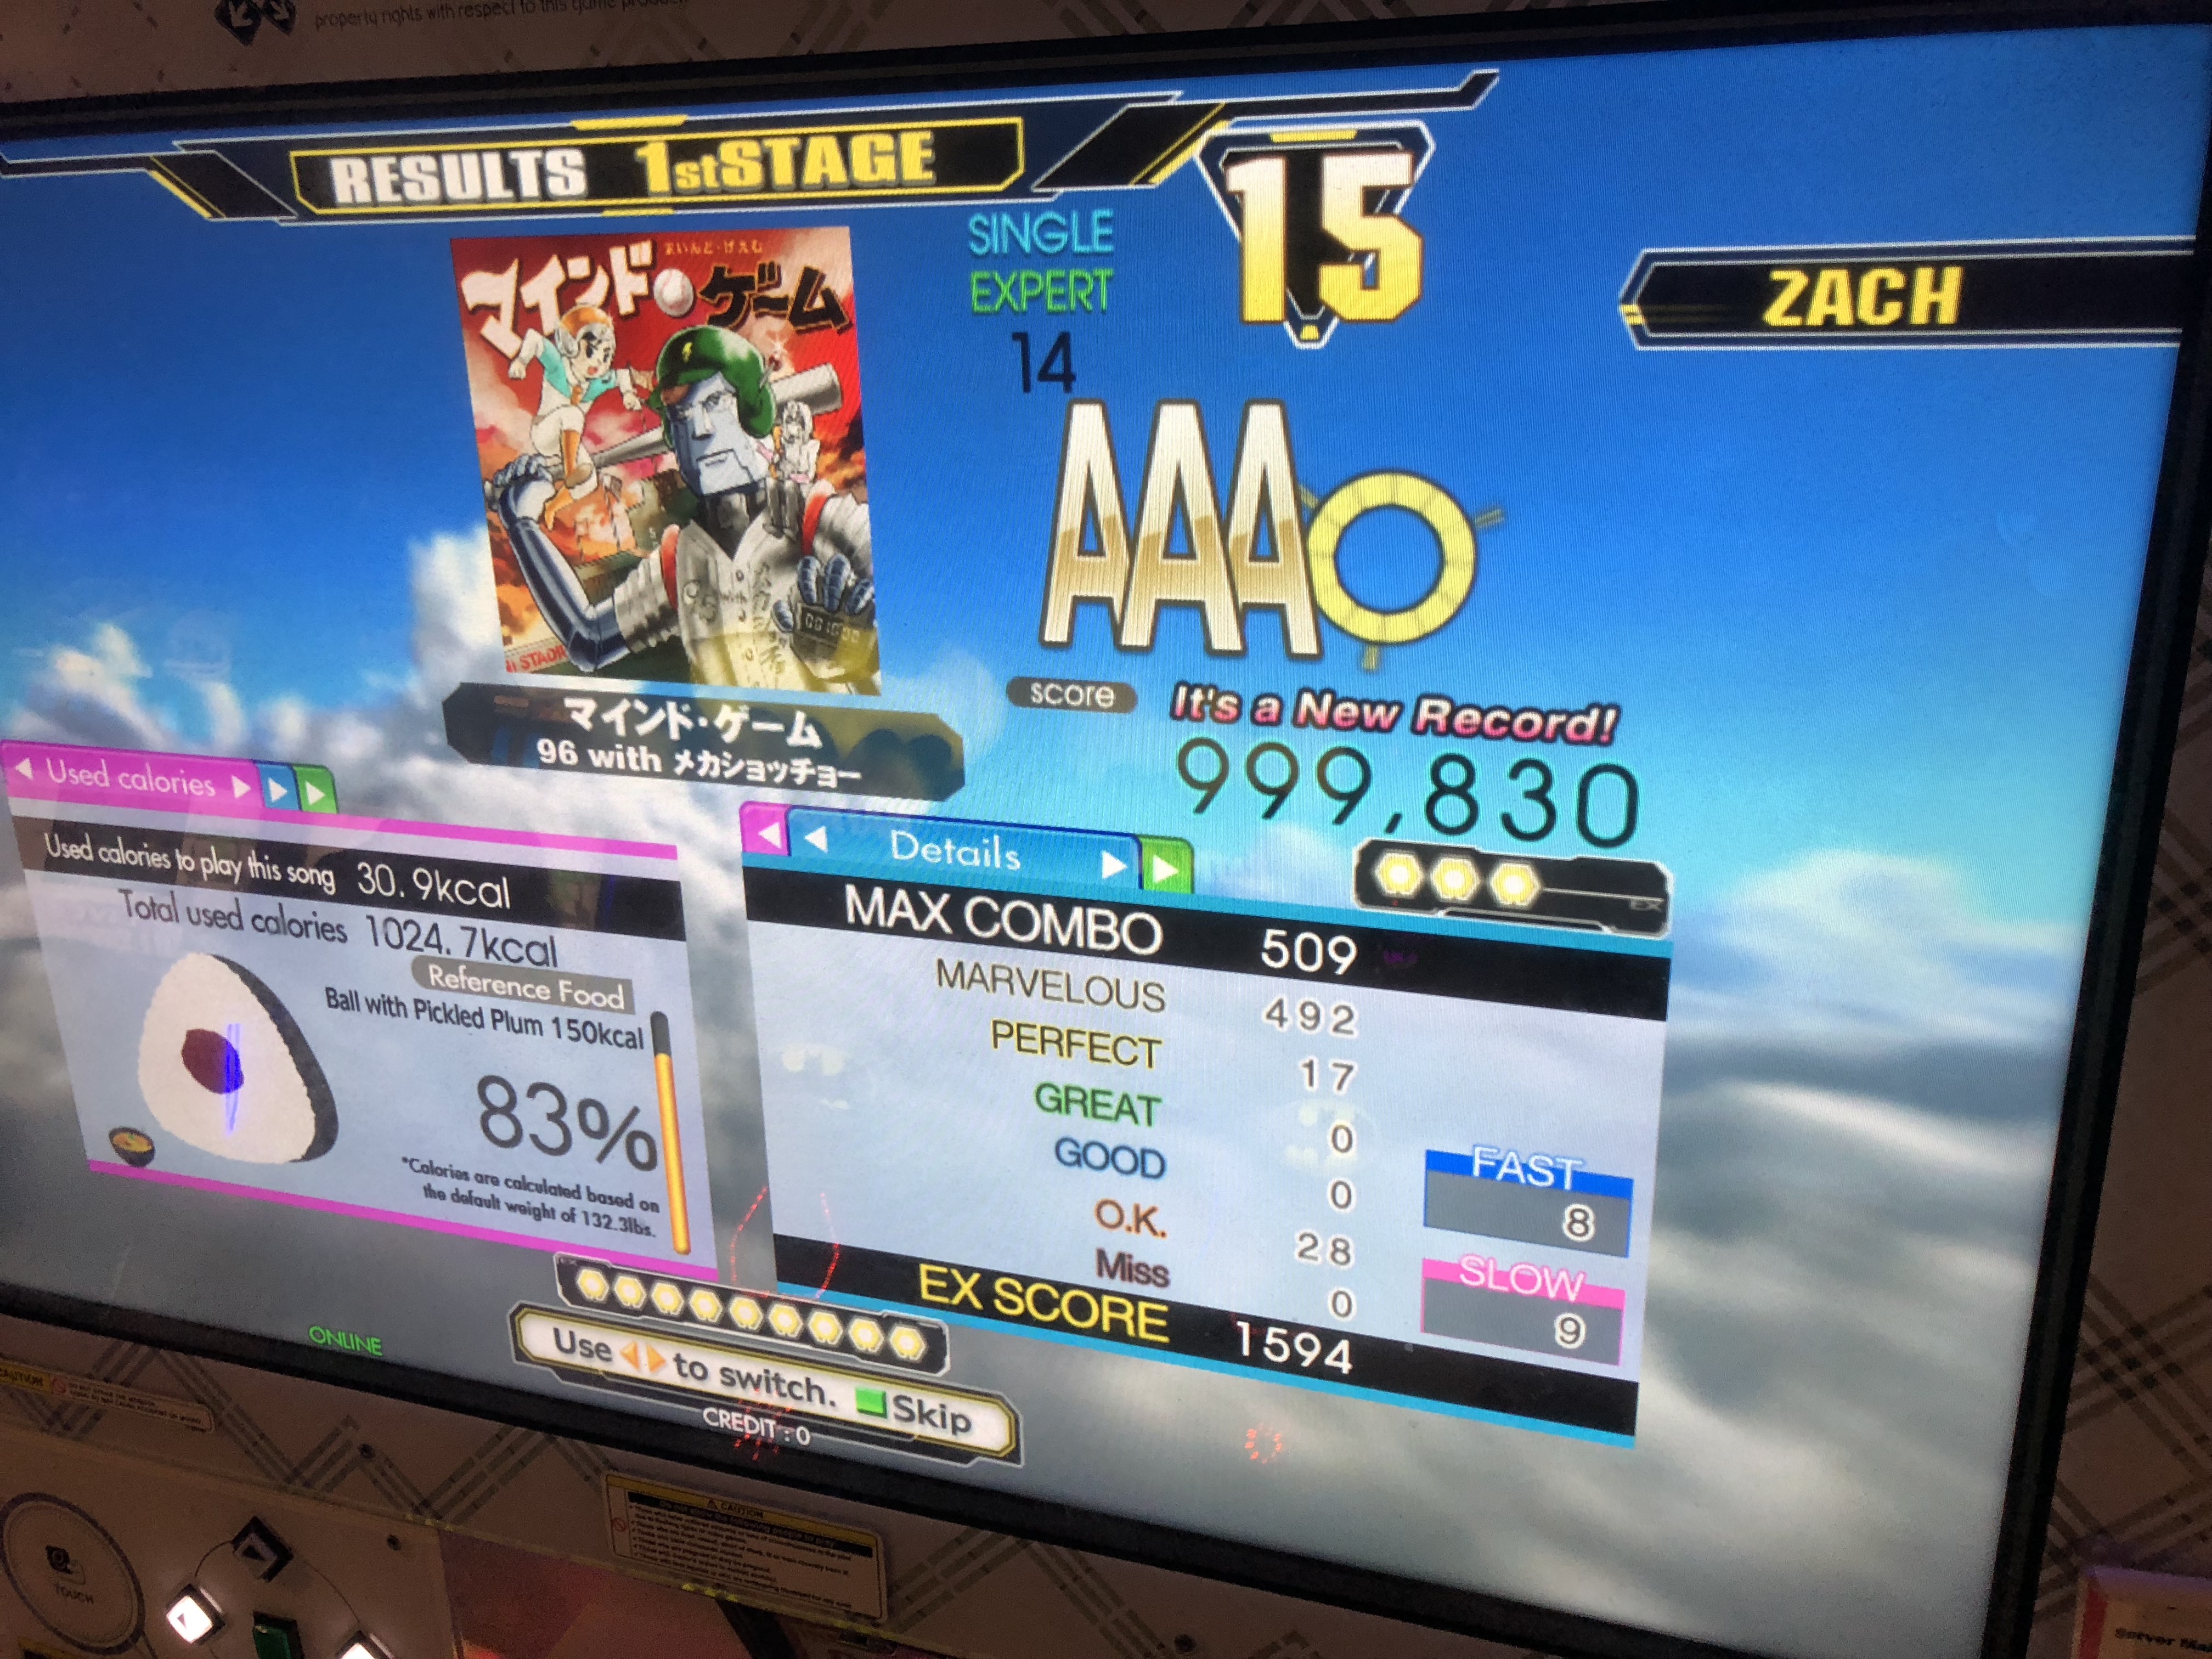 property rights with respect to this game product.
RESULTS 1stSTAGE
15
SINGLE
EXPERT
14
ZACH
まいんど・げえむ
マインド ゲーム
AAA
マインド・ゲーム
96 with メカショッチョー
score
It's a New Record!
999,830
Used calories
Used calories to play this song 30.9kcal
Total used calories 1024.7kcal
Reference Food
Ball with Pickled Plum 150kcal
83%
*Calories are calculated based on
the default weight of 132.3lbs.
Details
EX
MAX COMBO 509
MARVELOUS 492
PERFECT 17
GREAT 0
GOOD 0
O.K. 28
Miss 0
EX SCORE 1594
FAST
8
SLOW
9
ONLINE
Use to switch. Skip
CREDIT : 0
CAUTION
CAUTION
TOUCH